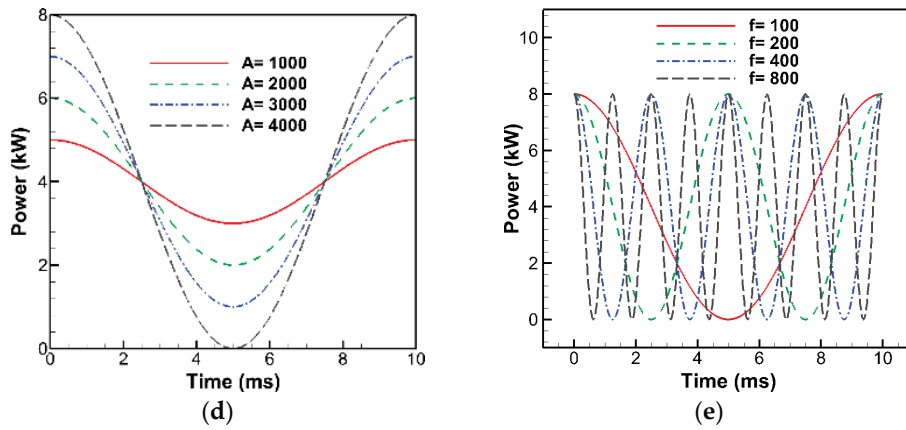 8
6
4
2
0
Power (kW)
A= 1000
A= 2000
A= 3000
A= 4000
0 2 4 6 8 10
Time (ms)
(d)
10
8
6
4
2
0
Power (kW)
f= 100
f= 200
f= 400
f= 800
0 2 4 6 8 10
Time (ms)
(e)